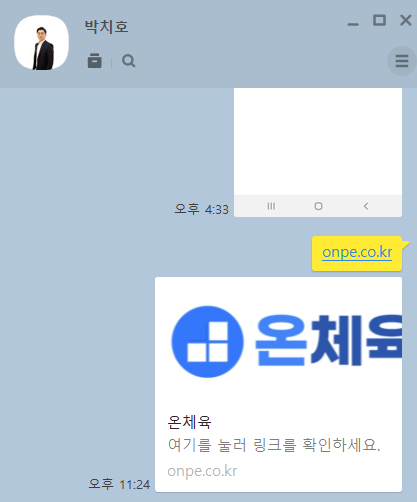 박치호
오후 4:33
onpe.co.kr
온체육
온체육
여기를 눌러 링크를 확인하세요.
onpe.co.kr
오후 11:24